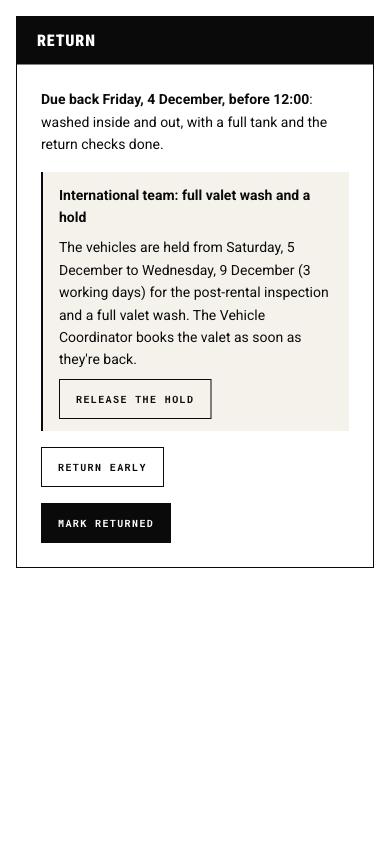 RETURN
Due back Friday, 4 December, before 12:00:
washed inside and out, with a full tank and the
return checks done.
International team: full valet wash and a
hold
The vehicles are held from Saturday, 5
December to Wednesday, 9 December (3
working days) for the post-rental inspection
and a full valet wash. The Vehicle
Coordinator books the valet as soon as
they're back.
RELEASE THE HOLD
RETURN EARLY
MARK RETURNED